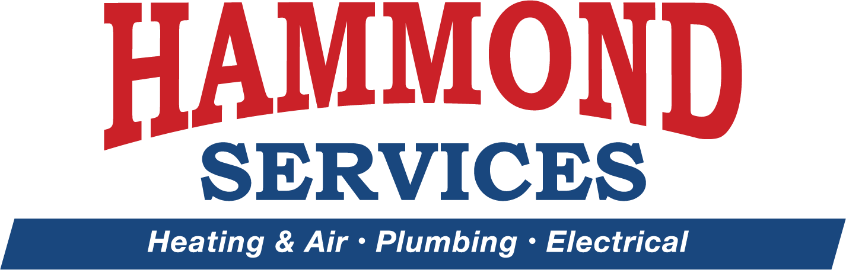 HAMMOND
SERVICES
Heating & Air • Plumbing • Electrical